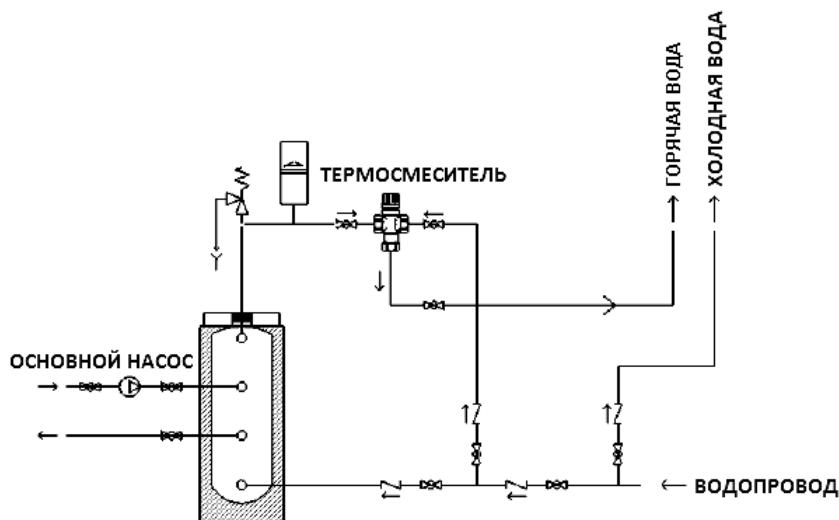 ГОРЯЧАЯ ВОДА
ХОЛОДНАЯ ВОДА
ТЕРМОСМЕСИТЕЛЬ
ОСНОВНОЙ НАСОС
ВОДОПРОВОД